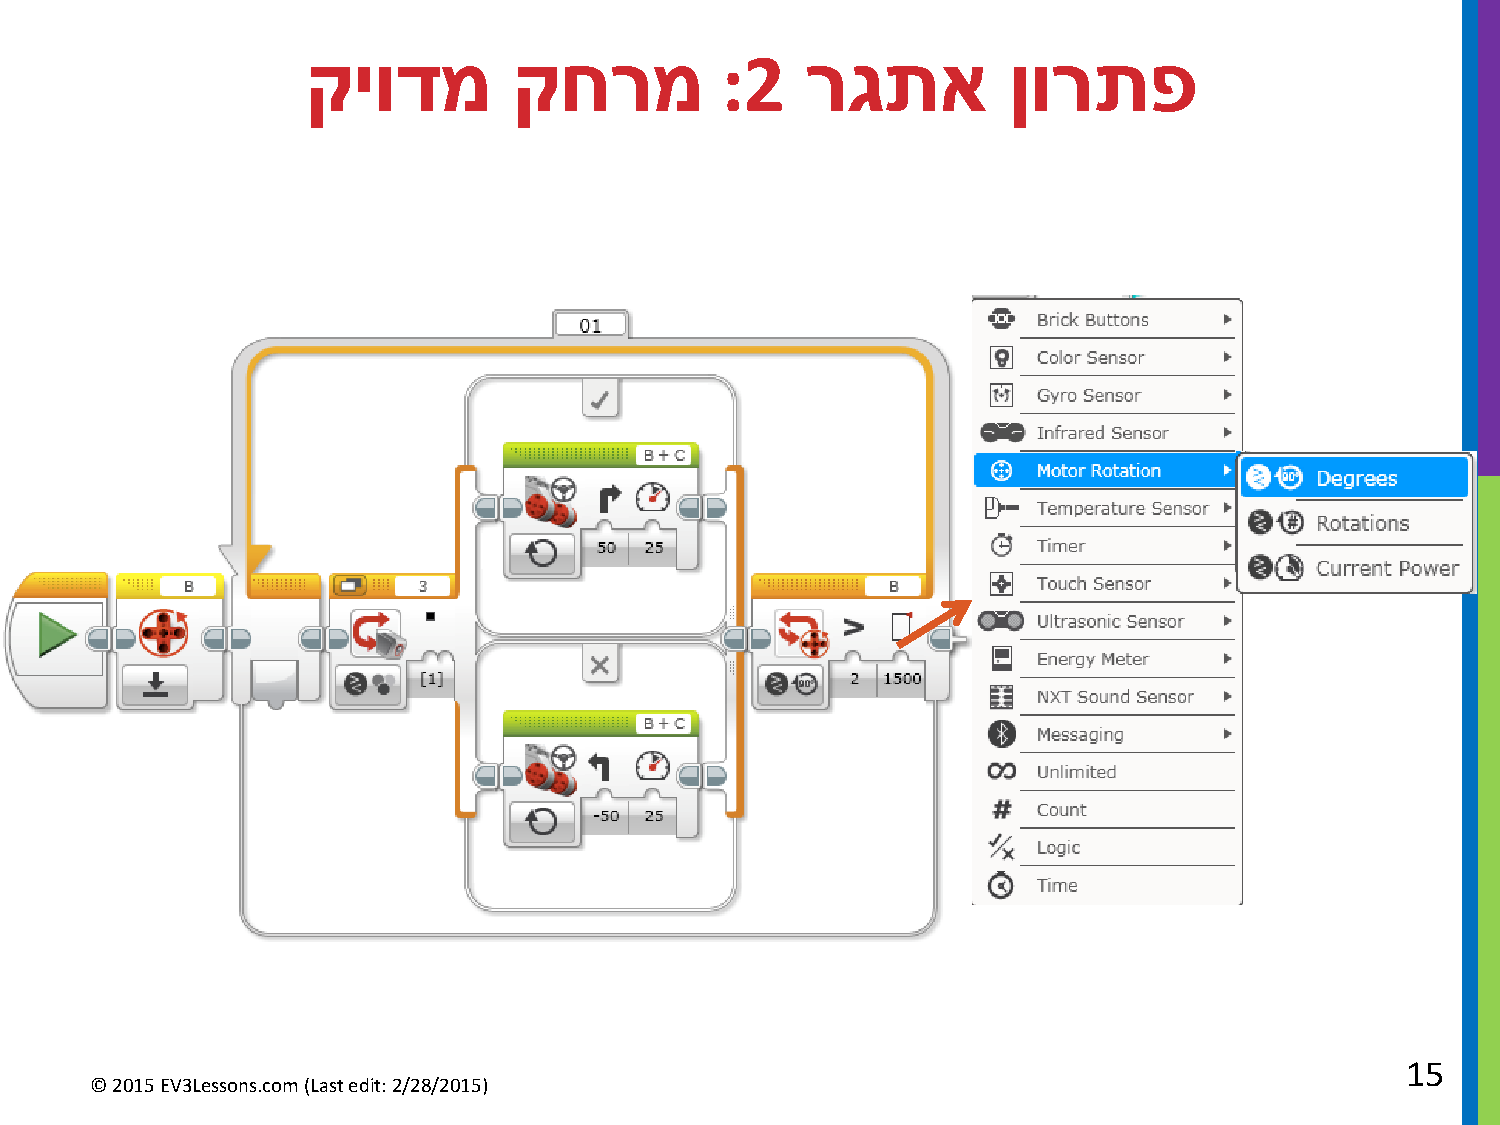 פתרון אתגר 2: מרחק מדויק
01
B + C
50 25
B
B
3
[1]
B
2 1500
B + C
-50 25
Brick Buttons
Color Sensor
Gyro Sensor
Infrared Sensor
Motor Rotation
Temperature Sensor
Timer
Touch Sensor
Ultrasonic Sensor
Energy Meter
NXT Sound Sensor
Messaging
Unlimited
# Count
Logic
Time
Degrees
# Rotations
Current Power
© 2015 EV3Lessons.com (Last edit: 2/28/2015)
15